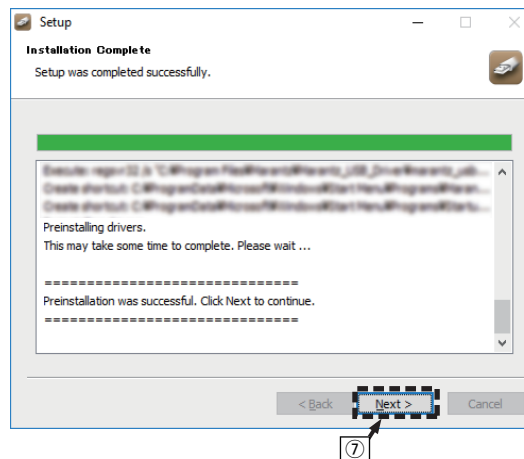 Setup
Installation Complete
Setup was completed successfully.
Preinstalling drivers.
This may take some time to complete. Please wait ...
===============================
Preinstallation was successful. Click Next to continue.
===============================
< Back Next > Cancel
⑦